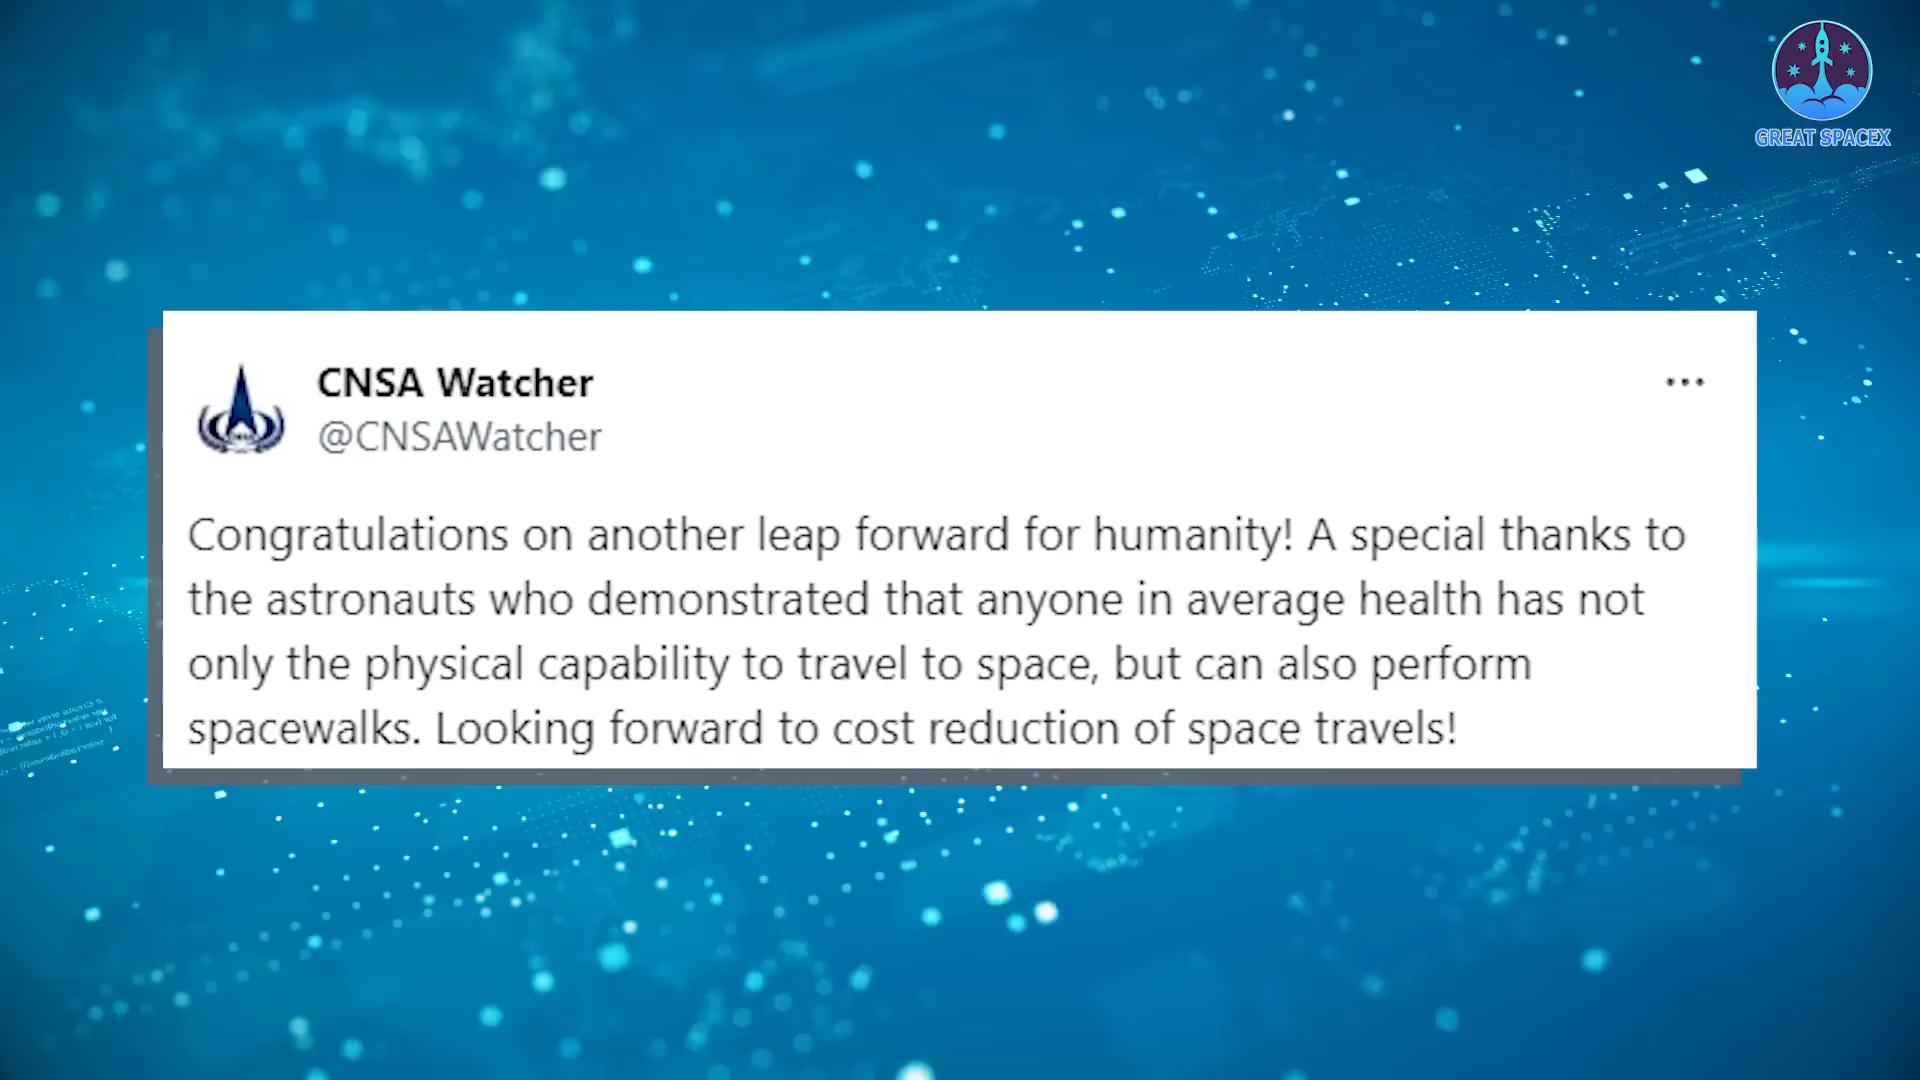 GREAT SPACEX
CNSA Watcher
@CNSAWatcher
Congratulations on another leap forward for humanity! A special thanks to
the astronauts who demonstrated that anyone in average health has not
only the physical capability to travel to space, but can also perform
spacewalks. Looking forward to cost reduction of space travels!